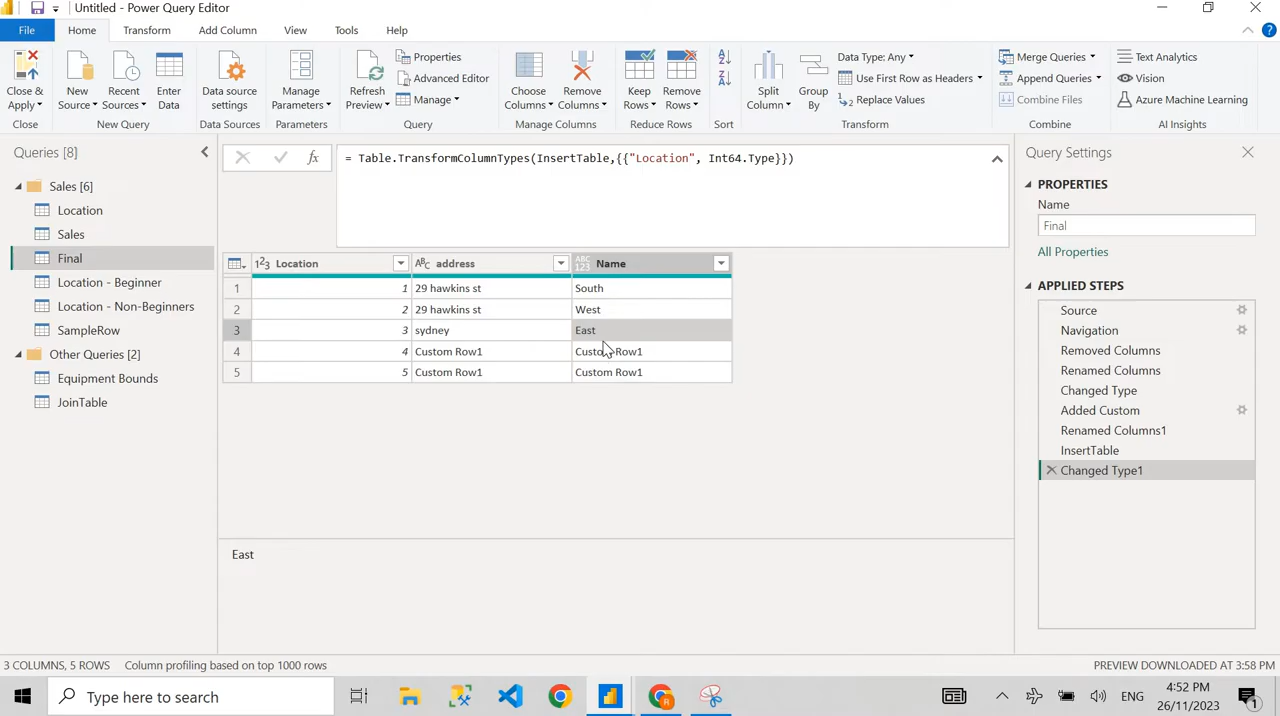 Untitled - Power Query Editor
File Home Transform Add Column View Tools Help
Close & Apply
Close
New Source
Recent Sources
Enter Data
New Query
Data source settings
Data Sources
Manage Parameters
Parameters
Refresh Preview
Properties
Advanced Editor
Manage
Query
Choose Columns
Remove Columns
Manage Columns
Keep Rows
Remove Rows
Reduce Rows
Sort
Split Column
Group By
Data Type: Any
Use First Row as Headers
Replace Values
Transform
Merge Queries
Append Queries
Combine Files
Combine
Text Analytics
Vision
Azure Machine Learning
AI Insights
Queries [8]
Sales [6]
Location
Sales
Final
Location - Beginner
Location - Non-Beginners
SampleRow
Other Queries [2]
Equipment Bounds
JoinTable
fx
= Table.TransformColumnTypes(InsertTable,{{"Location", Int64.Type}})
Location address Name
1 1 29 hawkins st South
2 2 29 hawkins st West
3 3 sydney East
4 4 Custom Row1 Custom Row1
5 5 Custom Row1 Custom Row1
East
Query Settings
PROPERTIES
Name
Final
All Properties
APPLIED STEPS
Source
Navigation
Removed Columns
Renamed Columns
Changed Type
Added Custom
Renamed Columns1
InsertTable
Changed Type1
3 COLUMNS, 5 ROWS Column profiling based on top 1000 rows
PREVIEW DOWNLOADED AT 3:58 PM
Type here to search
ENG
4:52 PM
26/11/2023
1